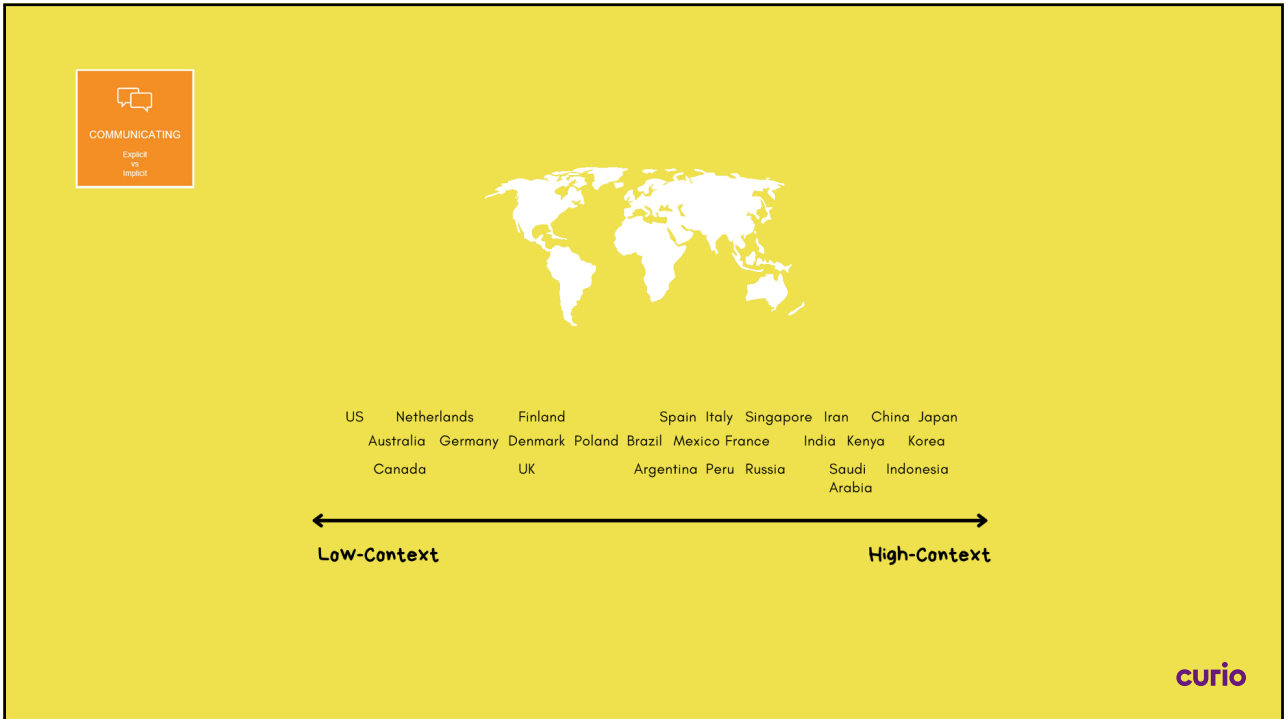 COMMUNICATING
Explicit
vs
Implicit
US Netherlands Finland Spain Italy Singapore Iran China Japan
Australia Germany Denmark Poland Brazil Mexico France India Kenya Korea
Canada UK Argentina Peru Russia Saudi Indonesia
Arabia
Low-Context High-Context
curio